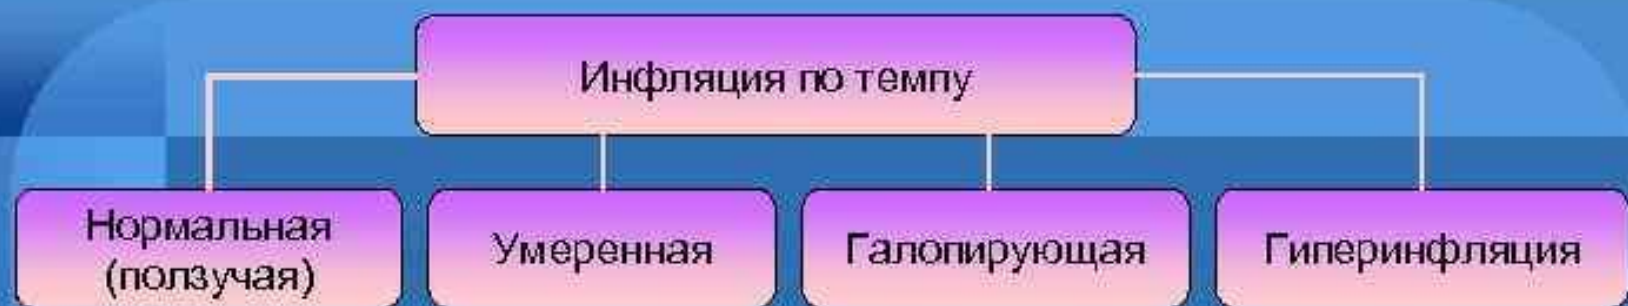 Инфляция по темпу
Нормальная
(ползучая)
Умеренная
Галопирующая
Гиперинфляция